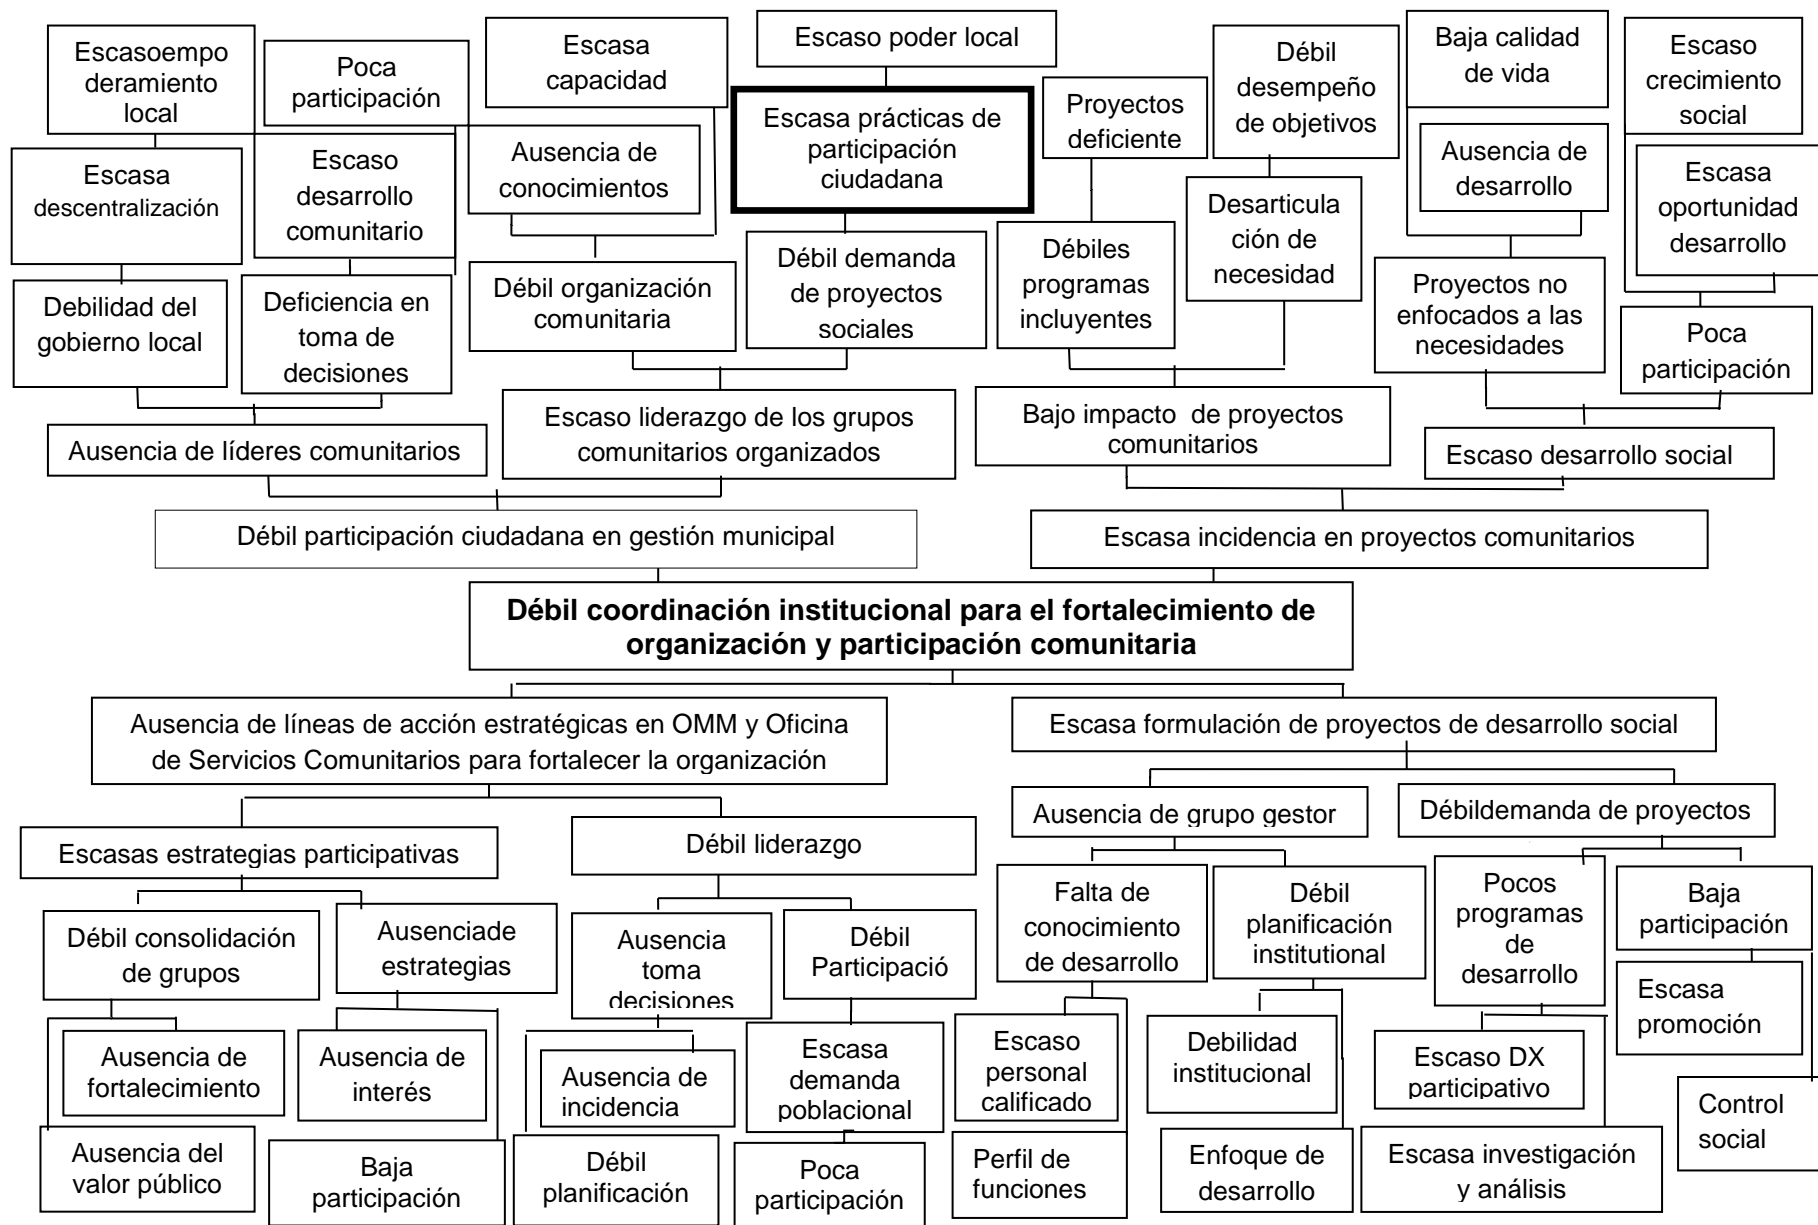 Escasoempo
deramiento
local
Poca
participación
Escasa
capacidad
Escaso poder local
Débil
desempeño
de objetivos
Baja calidad
de vida
Escaso
crecimiento
social
Escasa
descentralización
Escaso
desarrollo
comunitario
Ausencia de
conocimientos
Escasa prácticas de
participación
ciudadana
Proyectos
deficiente
Desarticula
ción de
necesidad
Ausencia de
desarrollo
Escasa
oportunidad
desarrollo
Debilidad del
gobierno local
Deficiencia en
toma de
decisiones
Débil organización
comunitaria
Débil demanda
de proyectos
sociales
Débiles
programas
incluyentes
Proyectos no
enfocados a las
necesidades
Poca
participación
Ausencia de líderes comunitarios
Escaso liderazgo de los grupos
comunitarios organizados
Bajo impacto  de proyectos
comunitarios
Escaso desarrollo social
Débil participación ciudadana en gestión municipal
Escasa incidencia en proyectos comunitarios
Débil coordinación institucional para el fortalecimiento de
organización y participación comunitaria
Ausencia de líneas de acción estratégicas en OMM y Oficina
de Servicios Comunitarios para fortalecer la organización
Escasa formulación de proyectos de desarrollo social
Escasas estrategias participativas
Débil liderazgo
Ausencia de grupo gestor
Débildemanda de proyectos
Débil consolidación
de grupos
Ausenciade
estrategias
Ausencia
toma
decisiones
Débil
Participació
Falta de
conocimiento
de desarrollo
Débil
planificación
institutional
Pocos
programas
de
desarrollo
Baja
participación
Ausencia de
fortalecimiento
Ausencia de
interés
Ausencia de
incidencia
Escasa
demanda
poblacional
Escaso
personal
calificado
Debilidad
institucional
Escaso DX
participativo
Escasa
promoción
Ausencia del
valor público
Baja
participación
Débil
planificación
Poca
participación
Perfil de
funciones
Enfoque de
desarrollo
Escasa investigación
y análisis
Control
social